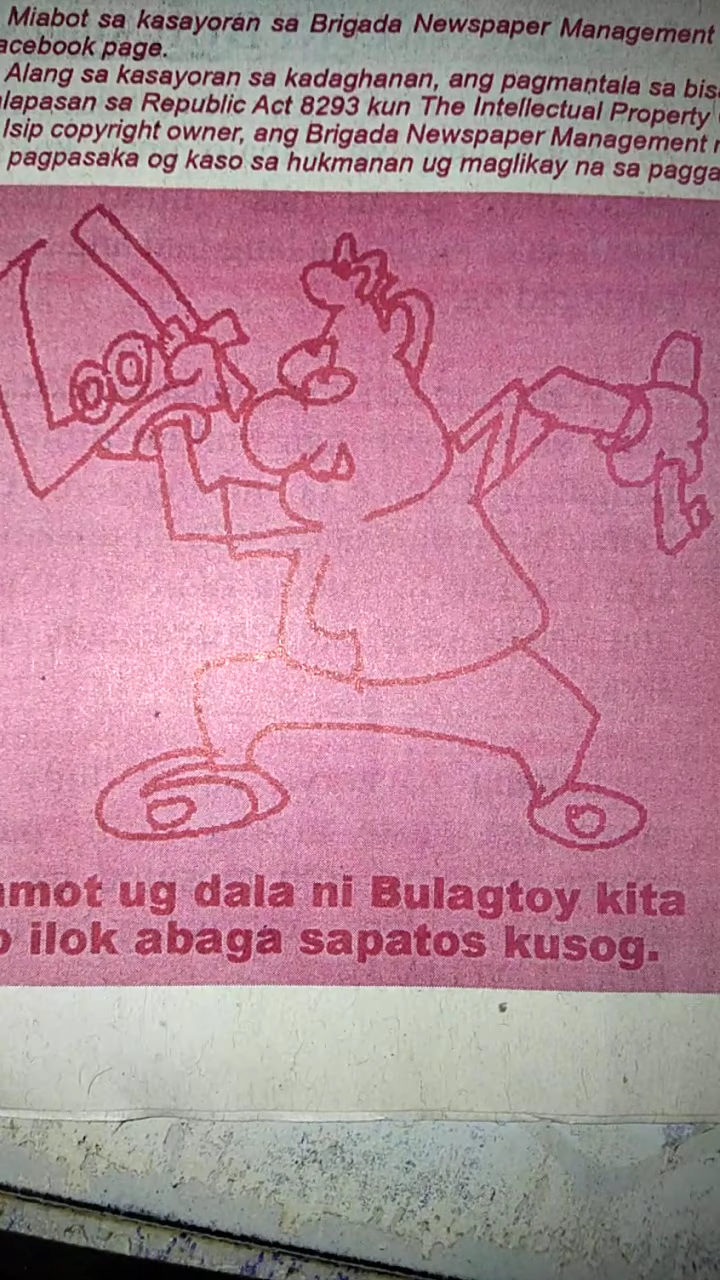 Miabot sa kasayoran sa Brigada Newspaper Management
acebook page.
Alang sa kasayoran sa kadaghanan, ang pagmantala sa bis
lapasan sa Republic Act 8293 kun The Intellectual Property
Isip copyright owner, ang Brigada Newspaper Management
pagpasaka og kaso sa hukmanan ug maglikay na sa pagga
amot ug dala ni Bulagtoy kita
o ilok abaga sapatos kusog.